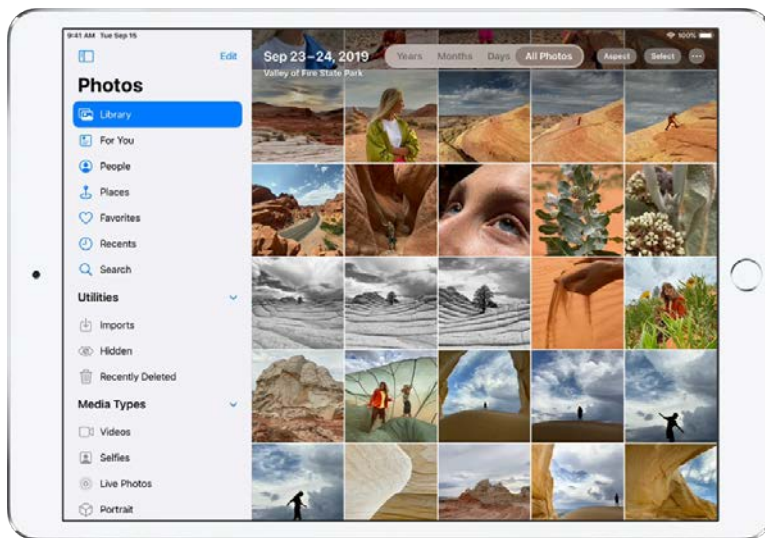 9:41 AM Tue Sep 15
100%
Edit
Photos
Library
For You
People
Places
Favorites
Recents
Search
Utilities
Imports
Hidden
Recently Deleted
Media Types
Videos
Selfies
Live Photos
Portrait
Sep 23–24, 2019
Valley of Fire State Park
Years Months Days All Photos
Aspect Select